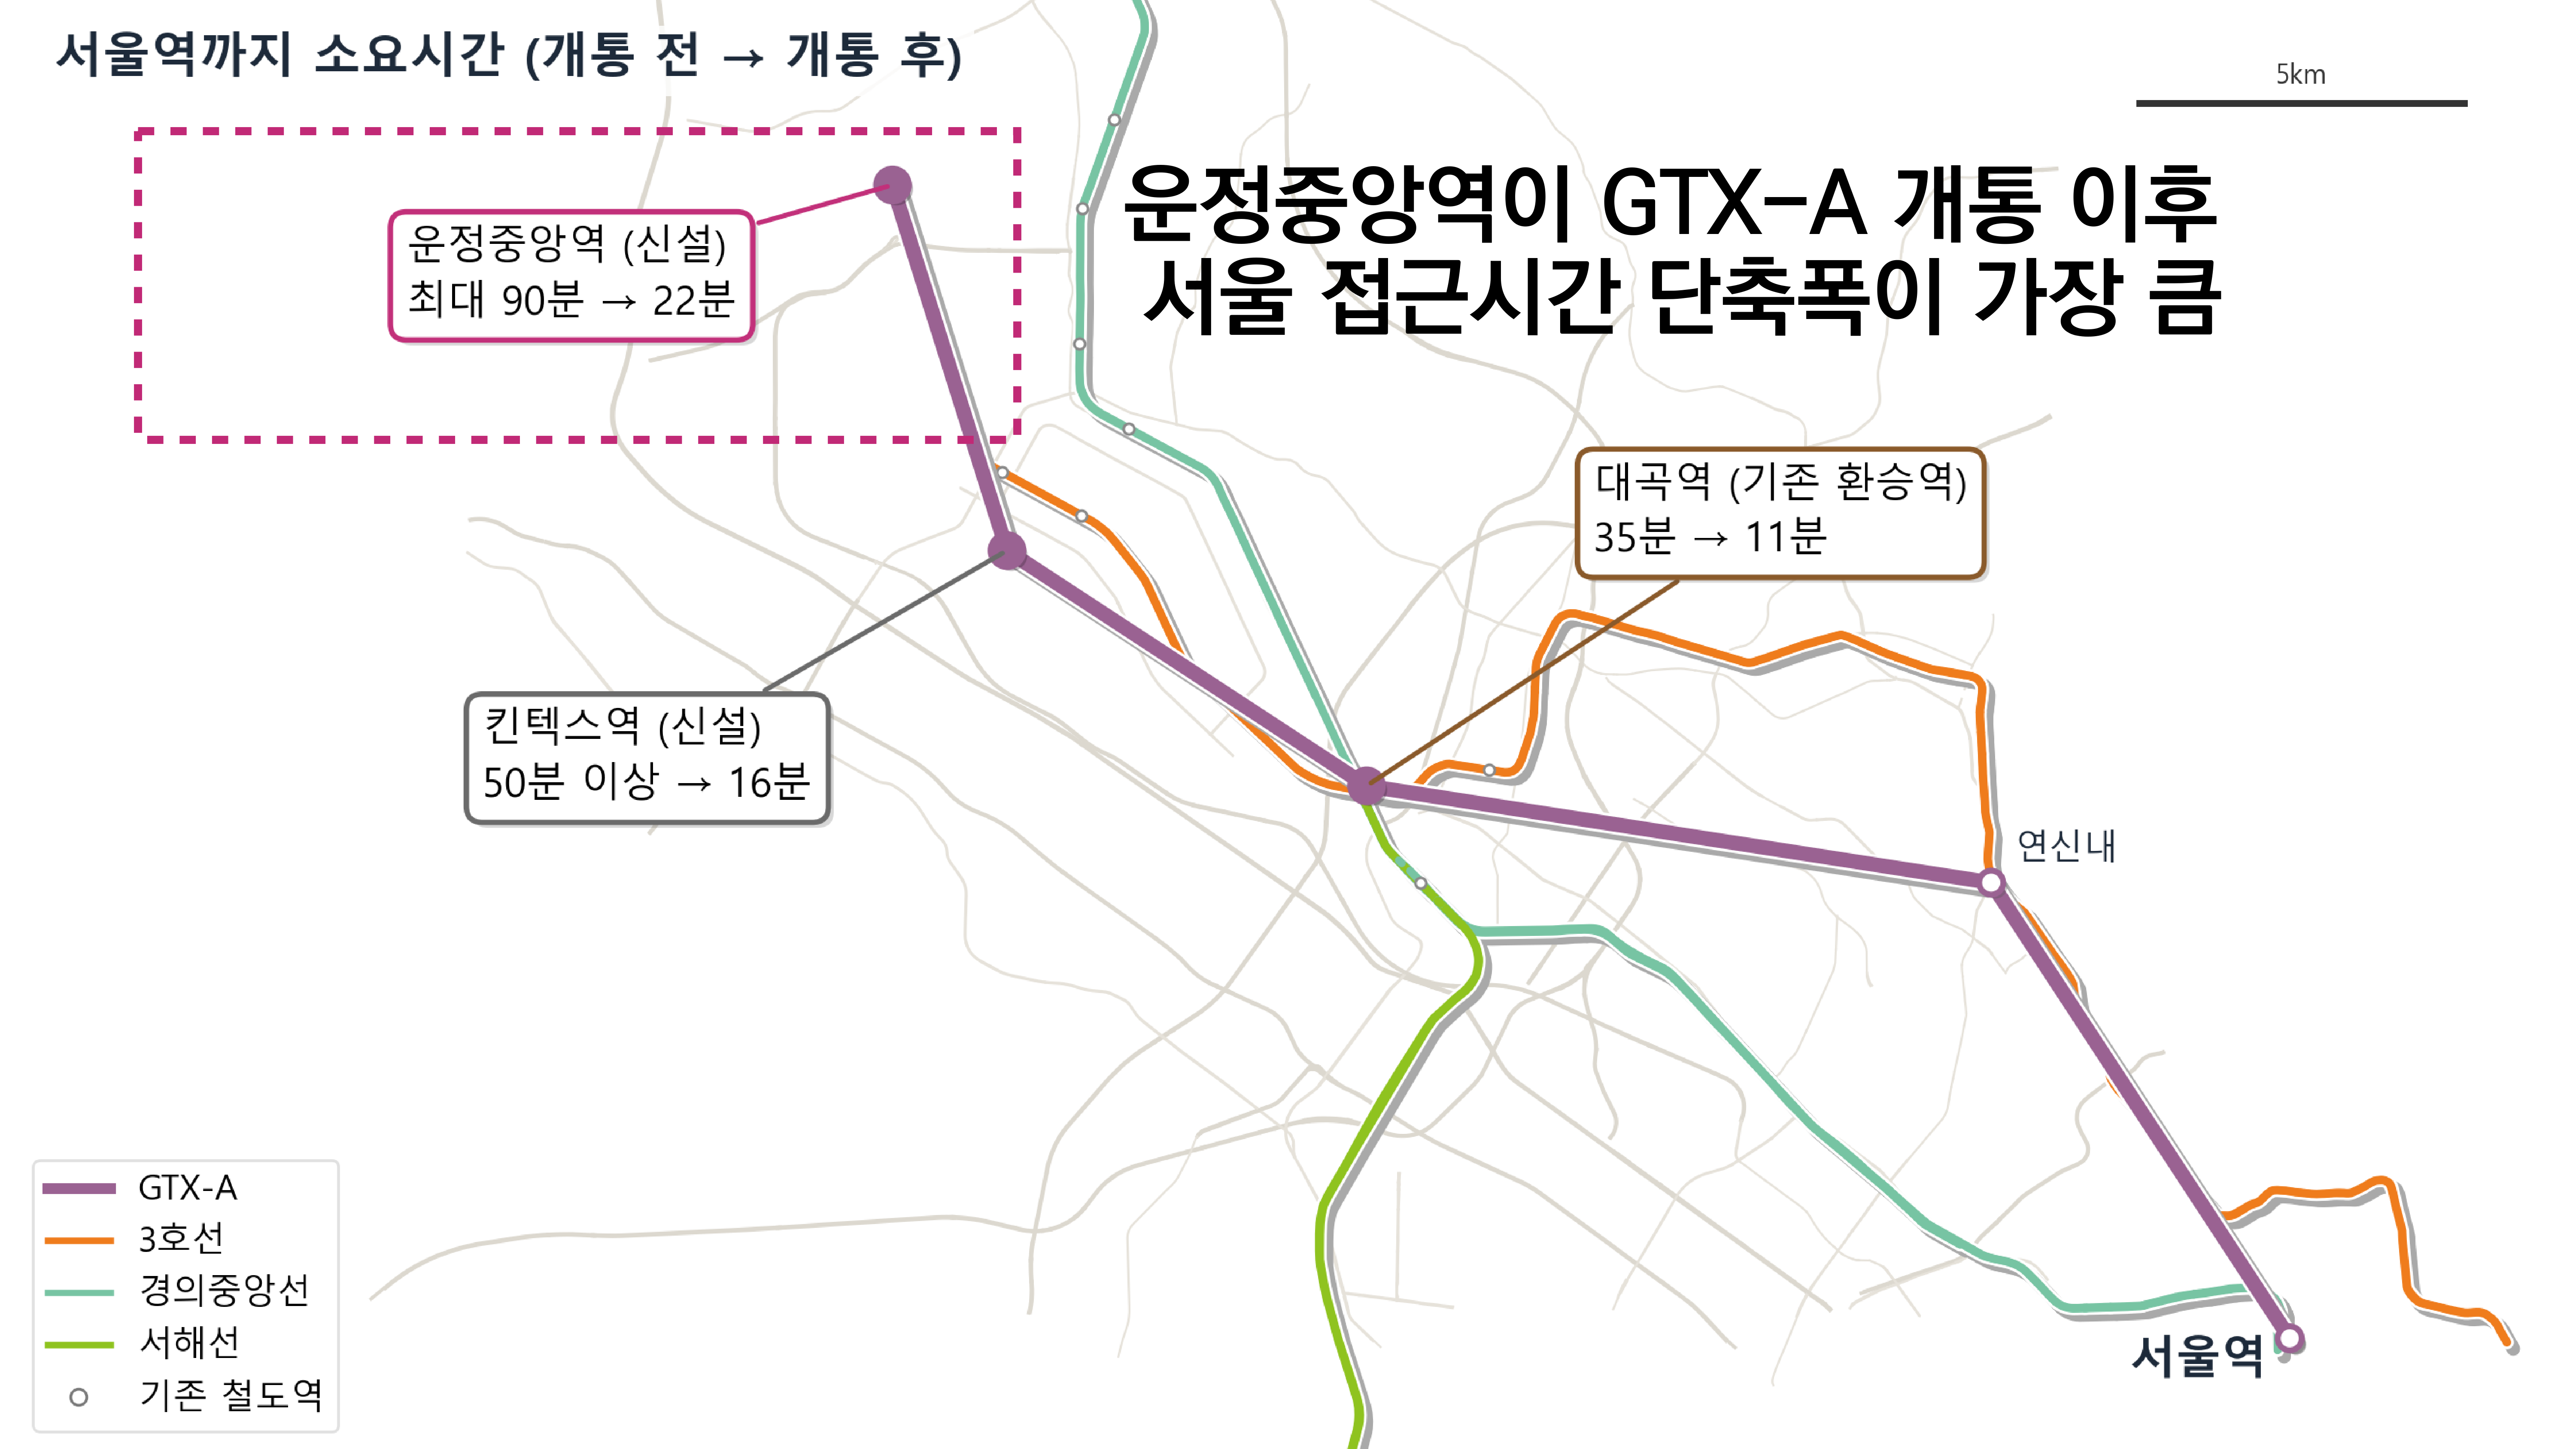 서울역까지 소요시간 (개통 전 → 개통 후)
5km
운정중앙역이 GTX-A 개통 이후
서울 접근시간 단축폭이 가장 큼
운정중앙역 (신설)
최대 90분 → 22분
대곡역 (기존 환승역)
35분 → 11분
킨텍스역 (신설)
50분 이상 → 16분
연신내
서울역
GTX-A
3호선
경의중앙선
서해선
기존 철도역